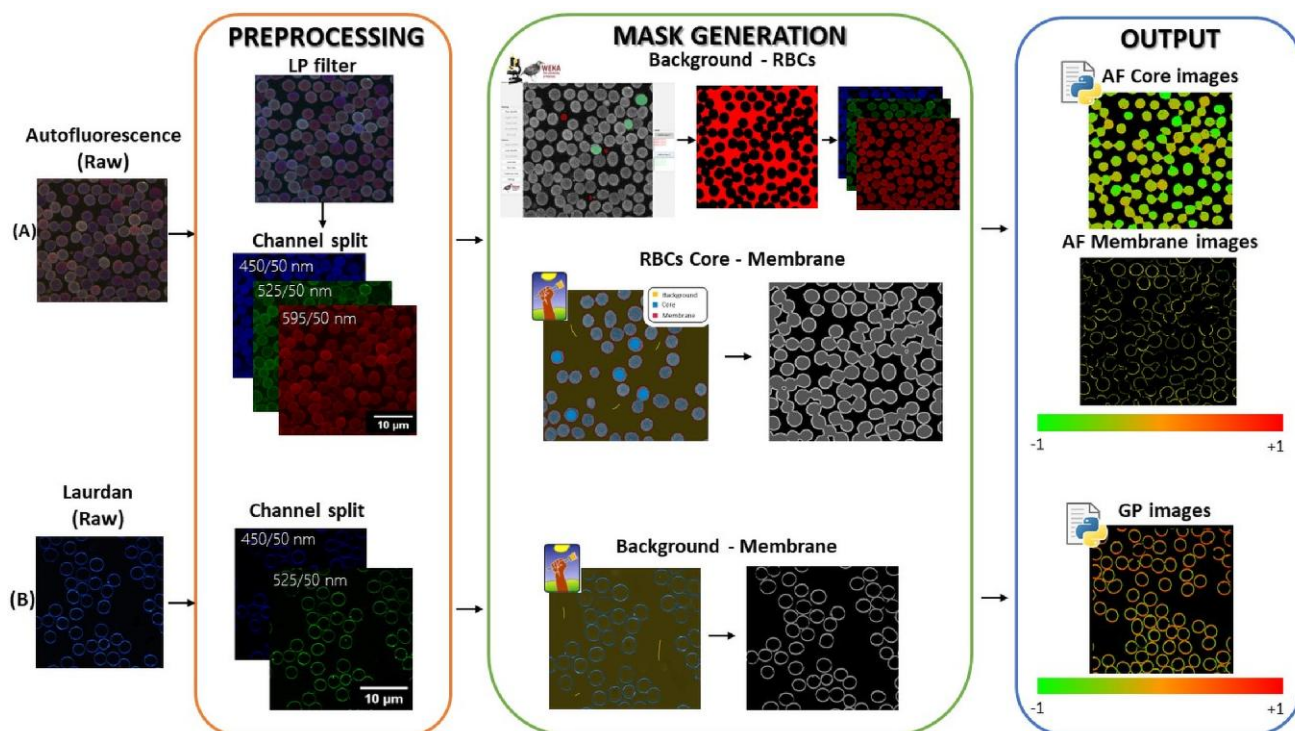 PREPROCESSING
MASK GENERATION
OUTPUT
LP filter
Background - RBCs
AF Core images
WEKA
Autofluorescence
(Raw)
(A)
Channel split
450/50 nm
525/50 nm
595/50 nm
10 µm
RBCs Core - Membrane
Background
Core
Membrane
AF Membrane images
-1
+1
Laurdan
(Raw)
(B)
Channel split
450/50 nm
525/50 nm
10 µm
Background - Membrane
GP images
-1
+1